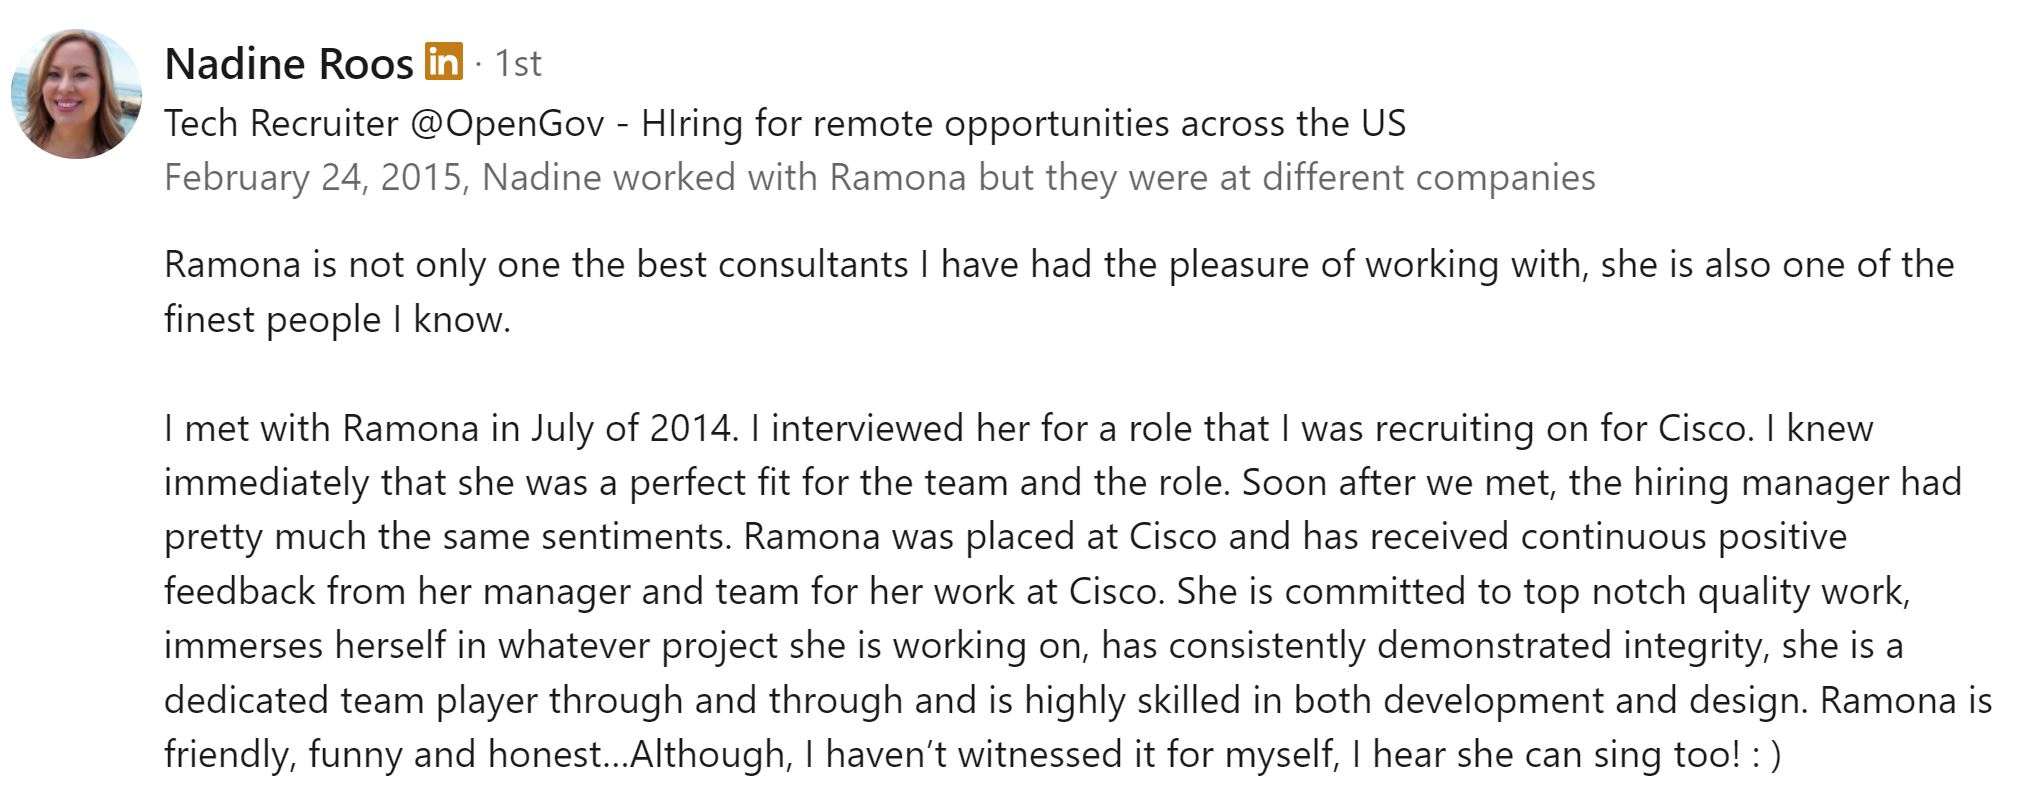 Nadine Roos in · 1st
Tech Recruiter @OpenGov - HIring for remote opportunities across the US
February 24, 2015, Nadine worked with Ramona but they were at different companies
Ramona is not only one the best consultants I have had the pleasure of working with, she is also one of the
finest people I know.
I met with Ramona in July of 2014. I interviewed her for a role that I was recruiting on for Cisco. I knew
immediately that she was a perfect fit for the team and the role. Soon after we met, the hiring manager had
pretty much the same sentiments. Ramona was placed at Cisco and has received continuous positive
feedback from her manager and team for her work at Cisco. She is committed to top notch quality work,
immerses herself in whatever project she is working on, has consistently demonstrated integrity, she is a
dedicated team player through and through and is highly skilled in both development and design. Ramona is
friendly, funny and honest...Although, I haven’t witnessed it for myself, I hear she can sing too! : )